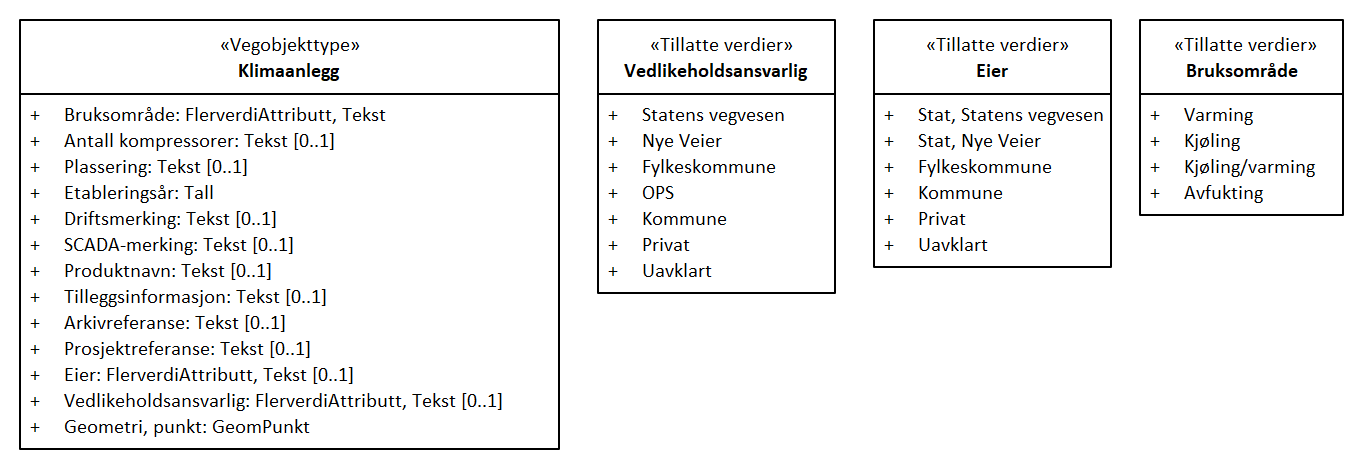 «Vegobjekttype»
Klimaanlegg
+ Bruksområde: FlerverdiAttributt, Tekst
+ Antall kompressorer: Tekst [0..1]
+ Plassering: Tekst [0..1]
+ Etableringsår: Tall
+ Driftsmerking: Tekst [0..1]
+ SCADA-merking: Tekst [0..1]
+ Produktnavn: Tekst [0..1]
+ Tilleggsinformasjon: Tekst [0..1]
+ Arkivreferanse: Tekst [0..1]
+ Prosjektreferanse: Tekst [0..1]
+ Eier: FlerverdiAttributt, Tekst [0..1]
+ Vedlikeholdsansvarlig: FlerverdiAttributt, Tekst [0..1]
+ Geometri, punkt: GeomPunkt
«Tillatte verdier»
Vedlikeholdsansvarlig
+ Statens vegvesen
+ Nye Veier
+ Fylkeskommune
+ OPS
+ Kommune
+ Privat
+ Uavklart
«Tillatte verdier»
Eier
+ Stat, Statens vegvesen
+ Stat, Nye Veier
+ Fylkeskommune
+ Kommune
+ Privat
+ Uavklart
«Tillatte verdier»
Bruksområde
+ Varming
+ Kjøling
+ Kjøling/varming
+ Avfukting